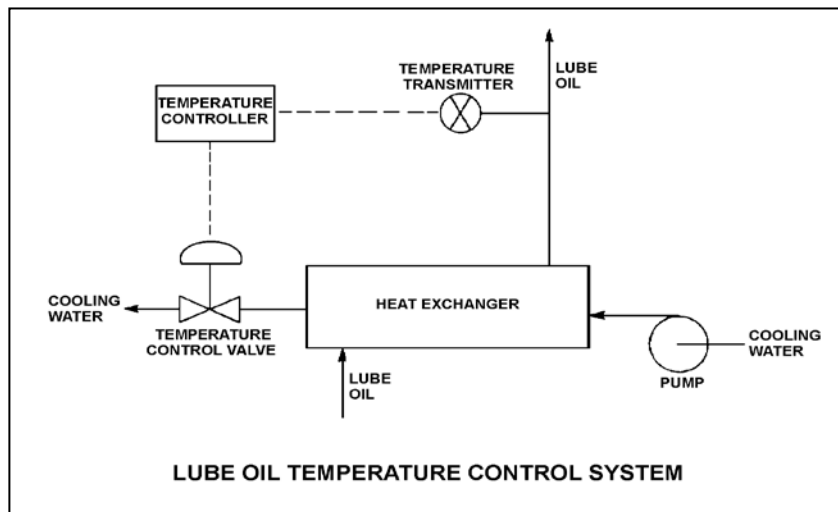 TEMPERATURE
TRANSMITTER
LUBE
OIL
TEMPERATURE
CONTROLLER
HEAT EXCHANGER
COOLING
WATER
TEMPERATURE
CONTROL VALVE
COOLING
WATER
PUMP
LUBE
OIL
LUBE OIL TEMPERATURE CONTROL SYSTEM